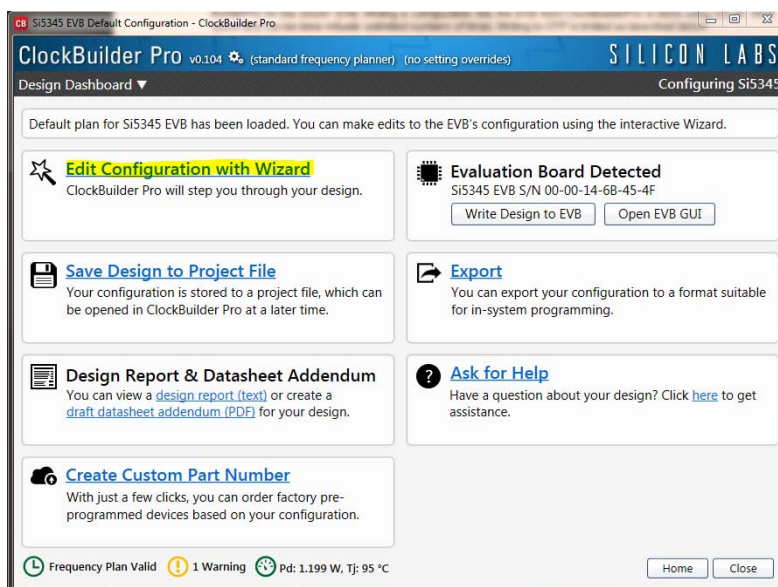 CB Si5345 EVB Default Configuration - ClockBuilder Pro
ClockBuilder Pro v0.104 (standard frequency planner) (no setting overrides) SILICON LABS
Design Dashboard ▼ Configuring Si5345
Default plan for Si5345 EVB has been loaded. You can make edits to the EVB's configuration using the interactive Wizard.
Edit Configuration with Wizard
ClockBuilder Pro will step you through your design.
Evaluation Board Detected
Si5345 EVB S/N 00-00-14-6B-45-4F
Write Design to EVB Open EVB GUI
Save Design to Project File
Your configuration is stored to a project file, which can
be opened in ClockBuilder Pro at a later time.
Export
You can export your configuration to a format suitable
for in-system programming.
Design Report & Datasheet Addendum
You can view a design report (text) or create a
draft datasheet addendum (PDF) for your design.
Ask for Help
Have a question about your design? Click here to get
assistance.
Create Custom Part Number
With just a few clicks, you can order factory pre-
programmed devices based on your configuration.
Frequency Plan Valid 1 Warning Pd: 1.199 W, Tj: 95 °C
Home Close